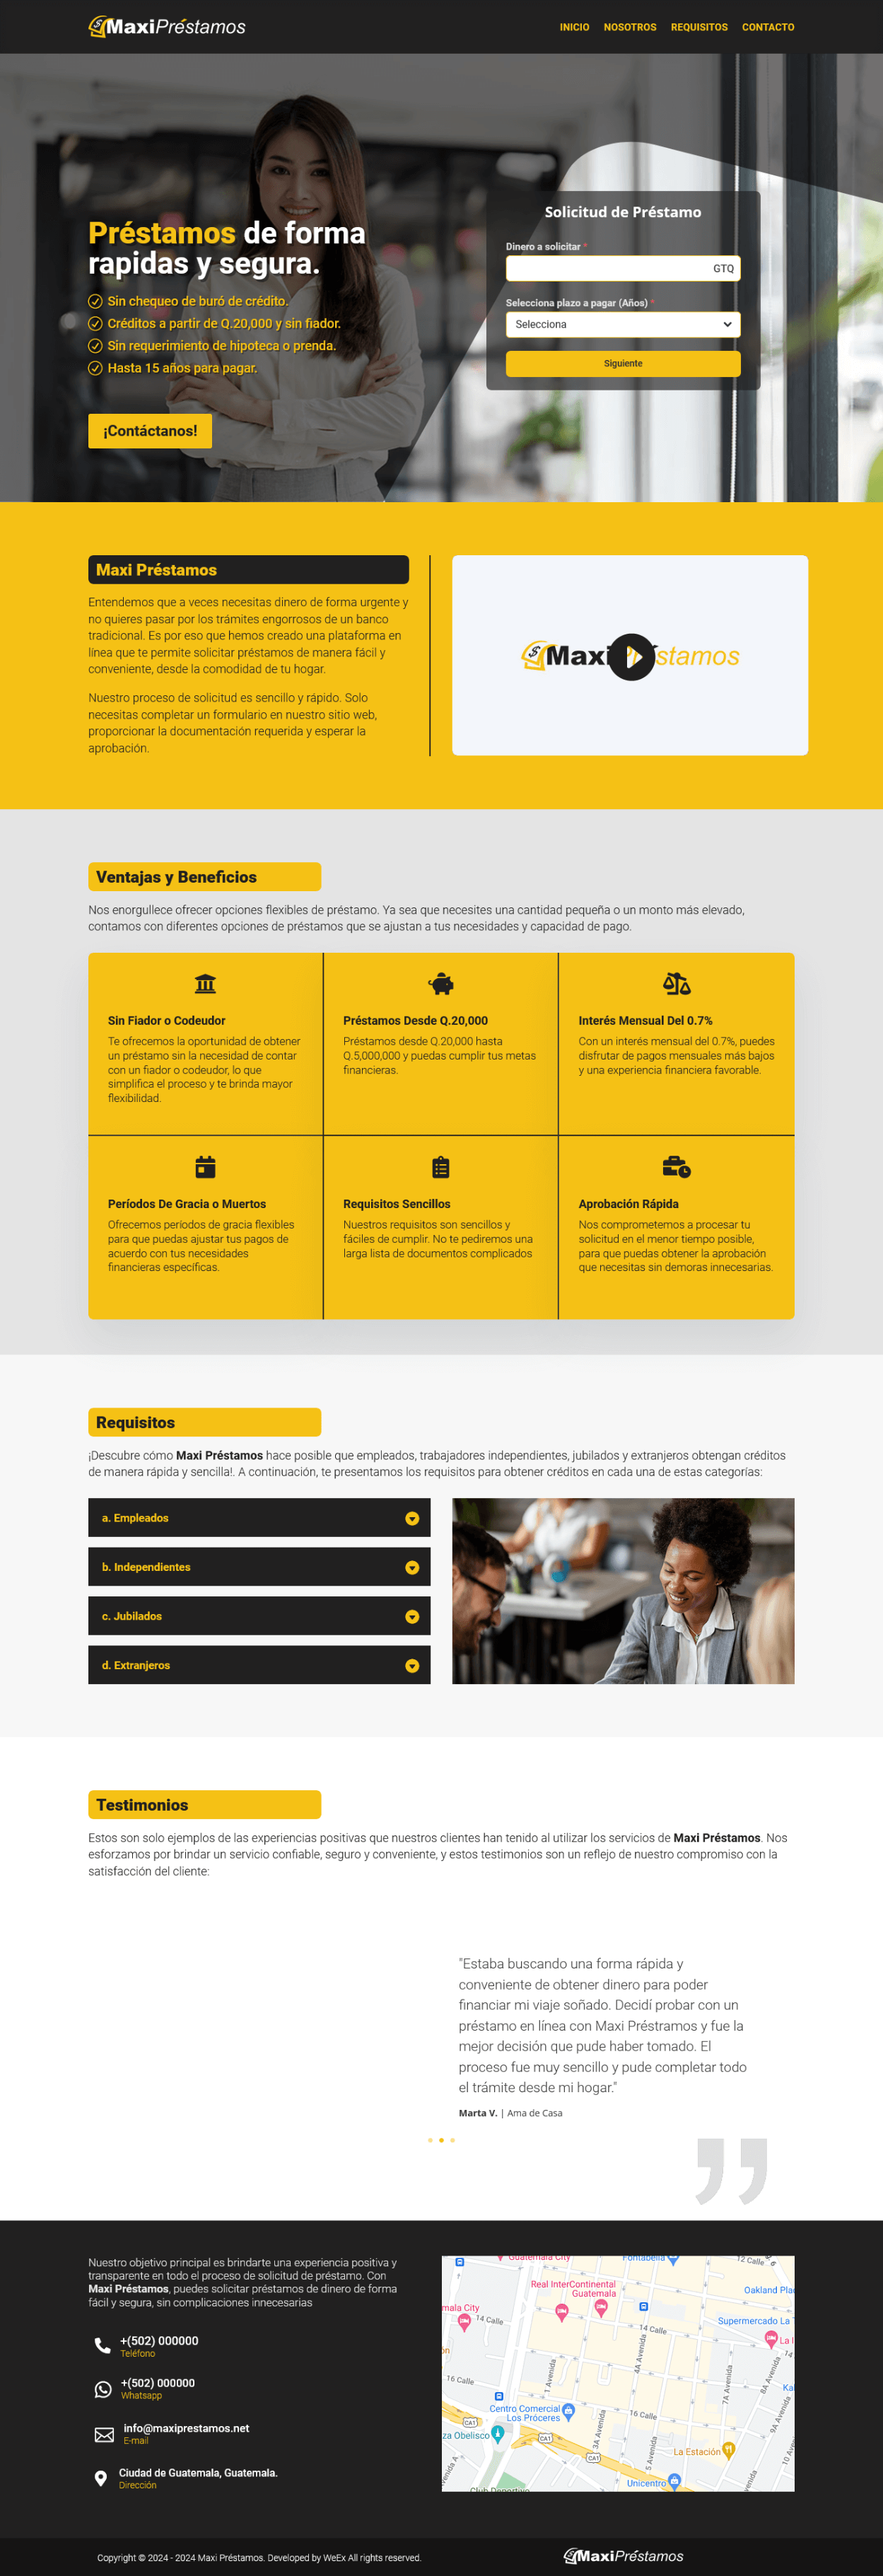 MaxiPréstamos
INICIO NOSOTROS REQUISITOS CONTACTO
Préstamos de forma
rapidas y segura.
Sin chequeo de buró de crédito.
Créditos a partir de Q.20,000 y sin fiador.
Sin requerimiento de hipoteca o prenda.
Hasta 15 años para pagar.
¡Contáctanos!
Solicitud de Préstamo
Dinero a solicitar *
GTQ
Selecciona plazo a pagar (Años) *
Selecciona
Siguiente
Maxi Préstamos
Entendemos que a veces necesitas dinero de forma urgente y
no quieres pasar por los trámites engorrosos de un banco
tradicional. Es por eso que hemos creado una plataforma en
línea que te permite solicitar préstamos de manera fácil y
conveniente, desde la comodidad de tu hogar.
Nuestro proceso de solicitud es sencillo y rápido. Solo
necesitas completar un formulario en nuestro sitio web,
proporcionar la documentación requerida y esperar la
aprobación.
Ventajas y Beneficios
Nos enorgullece ofrecer opciones flexibles de préstamo. Ya sea que necesites una cantidad pequeña o un monto más elevado,
contamos con diferentes opciones de préstamos que se ajustan a tus necesidades y capacidad de pago.
Sin Fiador o Codeudor
Te ofrecemos la oportunidad de obtener
un préstamo sin la necesidad de contar
con un fiador o codeudor, lo que
simplifica el proceso y te brinda mayor
flexibilidad.
Préstamos Desde Q.20,000
Préstamos desde Q.20,000 hasta
Q.5,000,000 y puedas cumplir tus metas
financieras.
Interés Mensual Del 0.7%
Con un interés mensual del 0.7%, puedes
disfrutar de pagos mensuales más bajos
y una experiencia financiera favorable.
Períodos De Gracia o Muertos
Ofrecemos períodos de gracia flexibles
para que puedas ajustar tus pagos de
acuerdo con tus necesidades
financieras específicas.
Requisitos Sencillos
Nuestros requisitos son sencillos y
fáciles de cumplir. No te pediremos una
larga lista de documentos complicados
Aprobación Rápida
Nos comprometemos a procesar tu
solicitud en el menor tiempo posible,
para que puedas obtener la aprobación
que necesitas sin demoras innecesarias.
Requisitos
¡Descubre cómo Maxi Préstamos hace posible que empleados, trabajadores independientes, jubilados y extranjeros obtengan créditos
de manera rápida y sencilla!. A continuación, te presentamos los requisitos para obtener créditos en cada una de estas categorías:
a. Empleados
b. Independientes
c. Jubilados
d. Extranjeros
Testimonios
Estos son solo ejemplos de las experiencias positivas que nuestros clientes han tenido al utilizar los servicios de Maxi Préstamos. Nos
esforzamos por brindar un servicio confiable, seguro y conveniente, y estos testimonios son un reflejo de nuestro compromiso con la
satisfacción del cliente:
"Estaba buscando una forma rápida y
conveniente de obtener dinero para poder
financiar mi viaje soñado. Decidí probar con un
préstamo en línea con Maxi Préstramos y fue la
mejor decisión que pude haber tomado. El
proceso fue muy sencillo y pude completar todo
el trámite desde mi hogar."
Marta V. | Ama de Casa
Nuestro objetivo principal es brindarte una experiencia positiva y
transparente en todo el proceso de solicitud de préstamo. Con
Maxi Préstamos, puedes solicitar préstamos de dinero de forma
fácil y segura, sin complicaciones innecesarias
+(502) 000000
Teléfono
+(502) 000000
Whatsapp
info@maxiprestamos.net
E-mail
Ciudad de Guatemala, Guatemala.
Dirección
Guatemala City
Fontabella
12 Calle
Real InterContinental
Guatemala
Oakland Pla
mala City
14 Calle
14 Calle
Supermercado La
La
14
16 Calle
1 Avenida
4A Avenida
7A Avenida
8A Avenida
9A Avenida
Centro Comercial
Los Próceres
CA1
16 Calle
za Obelisco
CA1
3A Avenida
5 Avenida
CA1
La Estación
Unicentro
Club Deportivo
Copyright © 2024 - 2024 Maxi Préstamos. Developed by WeEx All rights reserved.
MaxiPréstamos